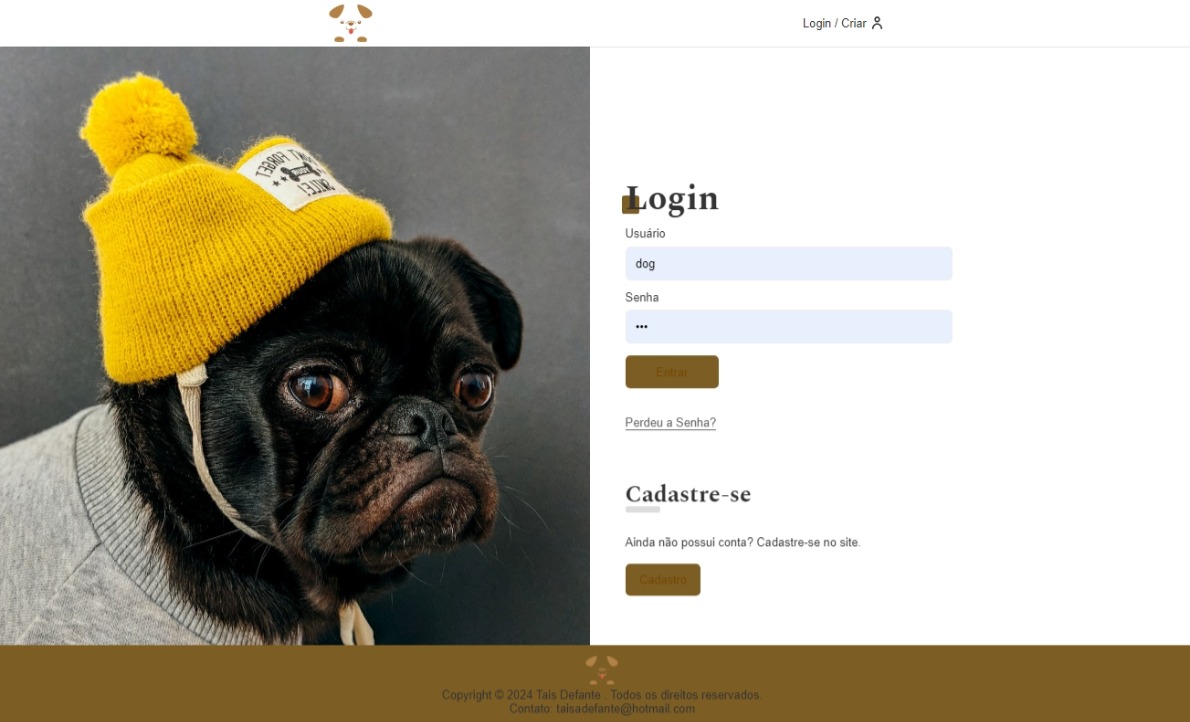 Login / Criar
Login
Usuário
dog
Senha
•••
Entrar
Perdeu a Senha?
Cadastre-se
Ainda não possui conta? Cadastre-se no site.
Cadastro
Copyright © 2024 Tais Defante . Todos os direitos reservados.
Contato: taisadefante@hotmail.com